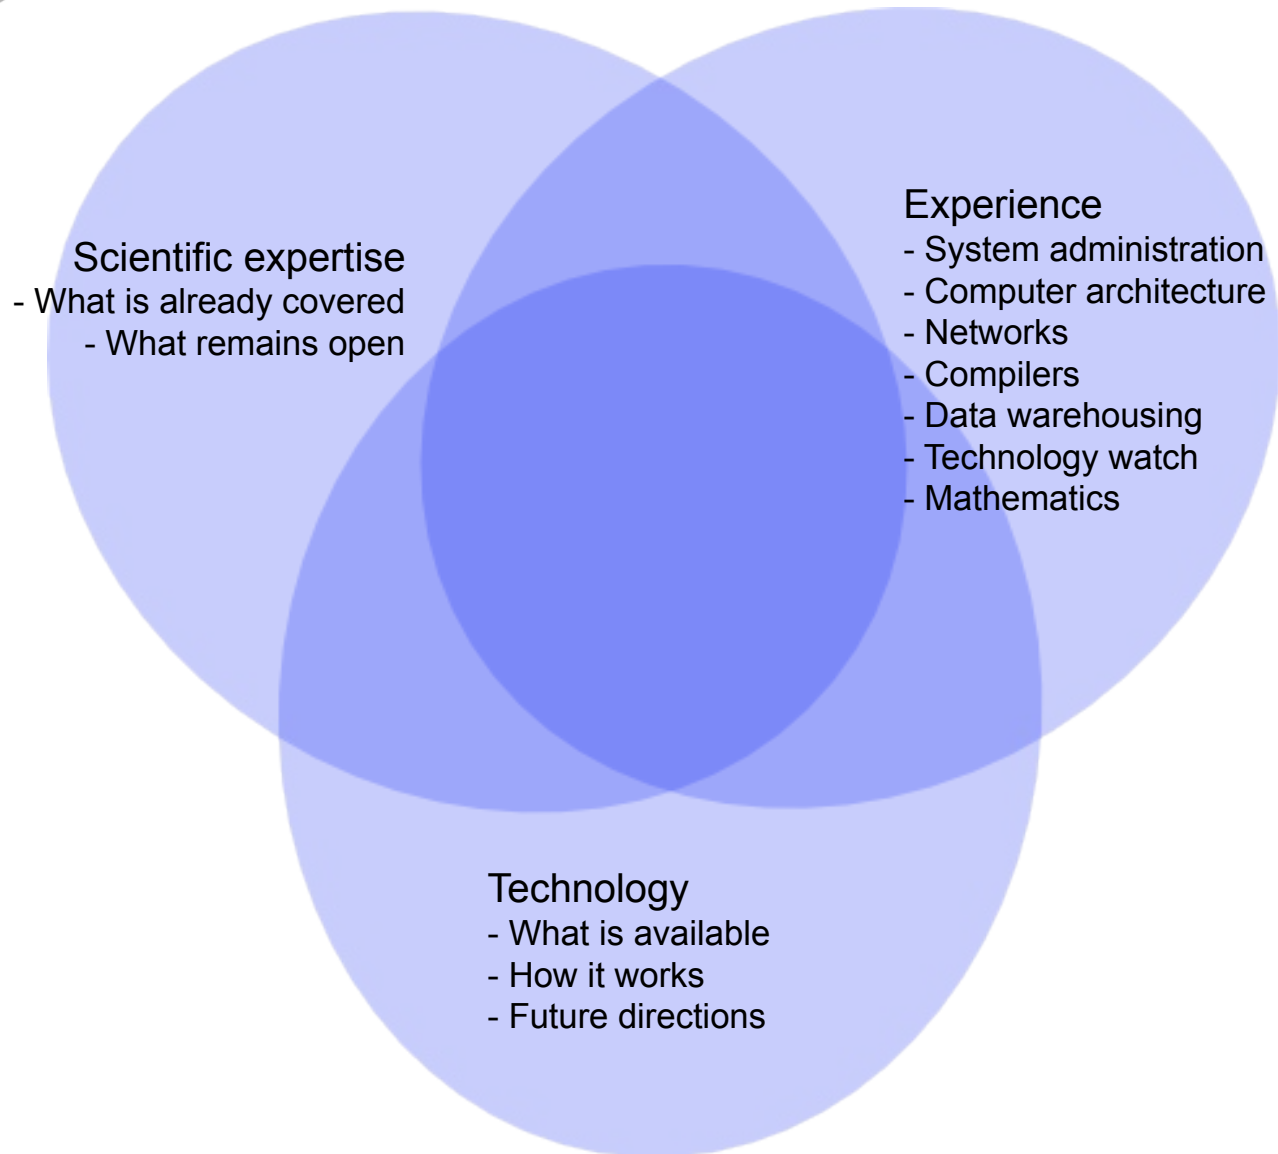 Scientific expertise
- What is already covered
- What remains open
Experience
- System administration
- Computer architecture
- Networks
- Compilers
- Data warehousing
- Technology watch
- Mathematics
Technology
- What is available
- How it works
- Future directions